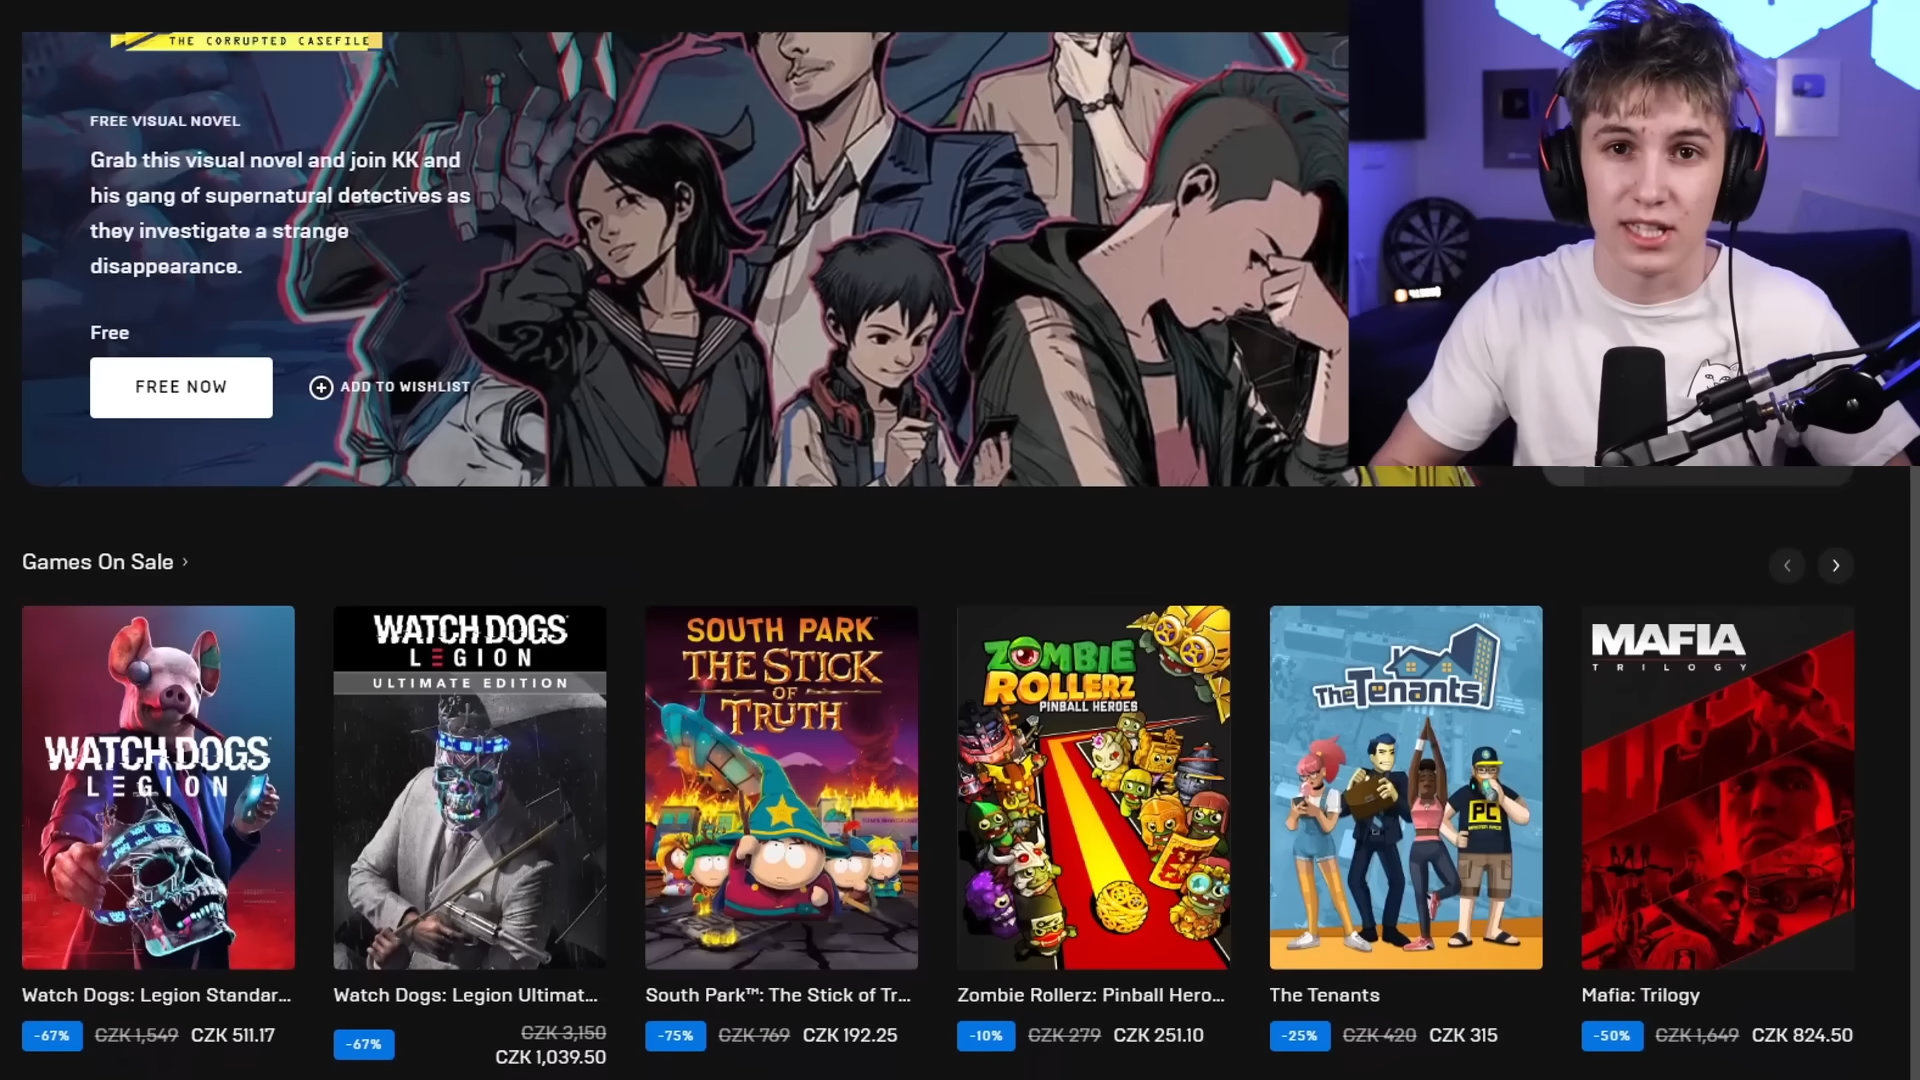 THE CORRUPTED CASEFILE
FREE VISUAL NOVEL
Grab this visual novel and join KK and
his gang of supernatural detectives as
they investigate a strange
disappearance.
Free
FREE NOW
ADD TO WISHLIST
Games On Sale
WATCH DOGS
LEGION
WATCH DOGS
LEGION
ULTIMATE EDITION
SOUTH PARK™
THE STICK
OF
TRUTH
ZOMBIE
ROLLERZ
PINBALL HEROES
The Tenants
PC
MAFIA
TRILOGY
Watch Dogs: Legion Standar...
Watch Dogs: Legion Ultimat...
South Park™: The Stick of Tr...
Zombie Rollerz: Pinball Hero...
The Tenants
Mafia: Trilogy
-67% CZK 1,549 CZK 511.17
-67% CZK 3,150
CZK 1,039.50
-75% CZK 769 CZK 192.25
-10% CZK 279 CZK 251.10
-25% CZK 420 CZK 315
-50% CZK 1,649 CZK 824.50